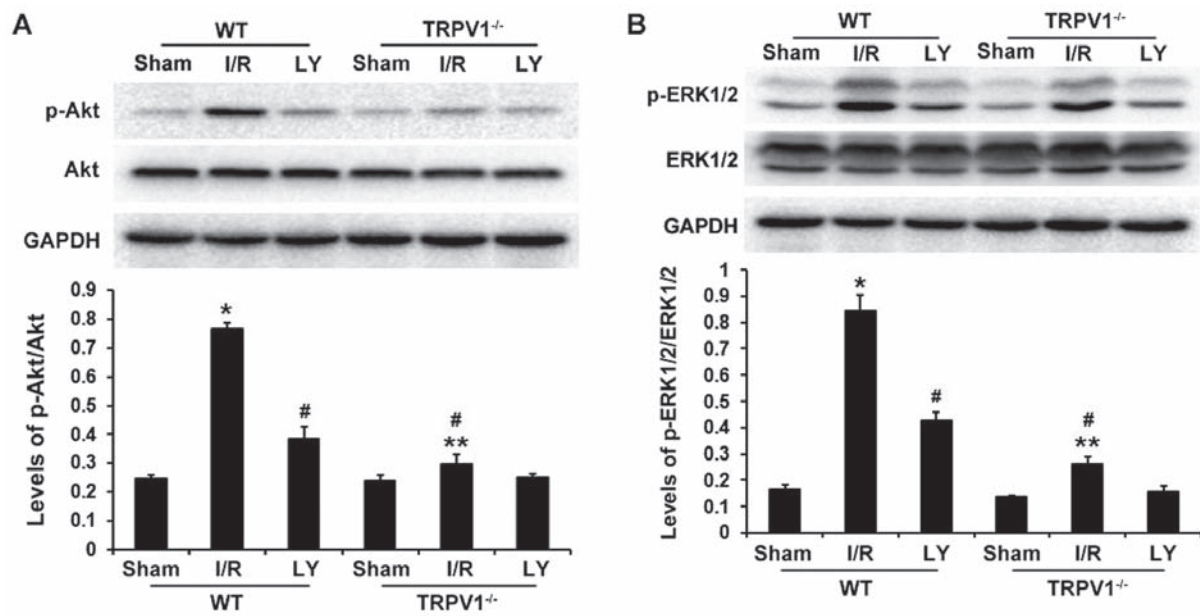 A
WT TRPV1-/-
Sham I/R LY Sham I/R LY
p-Akt
Akt
GAPDH
Levels of p-Akt/Akt
0.9
0.8
0.7
0.6
0.5
0.4
0.3
0.2
0.1
0
*
#
#
**
Sham I/R LY Sham I/R LY
WT TRPV1-/-
B
WT TRPV1-/-
Sham I/R LY Sham I/R LY
p-ERK1/2
ERK1/2
GAPDH
Levels of p-ERK1/2/ERK1/2
1
0.9
0.8
0.7
0.6
0.5
0.4
0.3
0.2
0.1
0
*
#
#
**
Sham I/R LY Sham I/R LY
WT TRPV1-/-